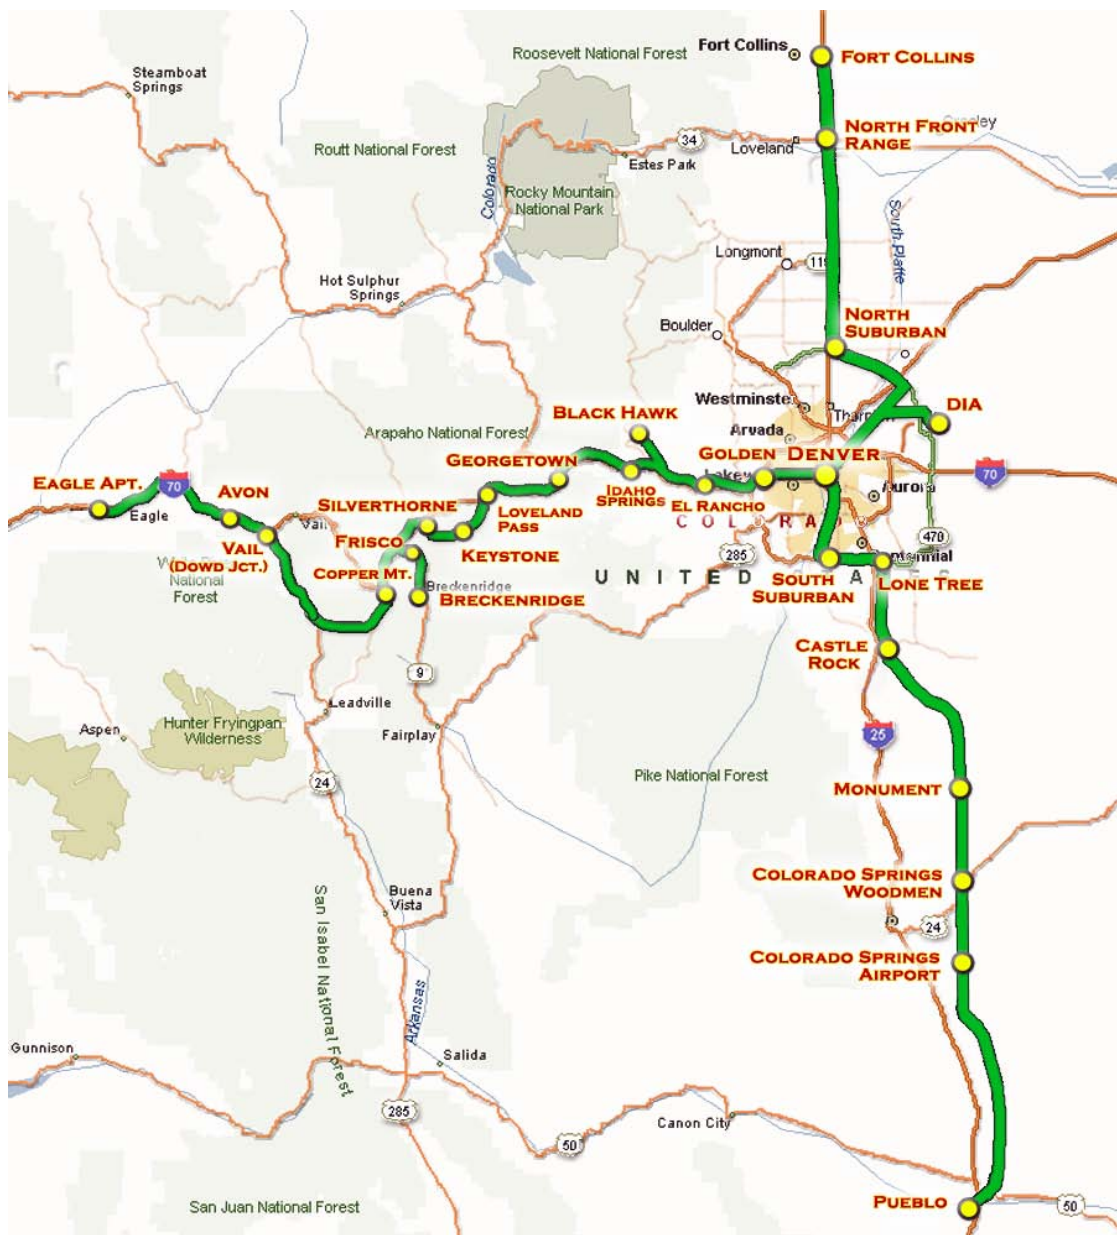 Roosevelt National Forest
Fort Collins
FORT COLLINS
Steamboat
Springs
NORTH FRONT
RANGE
34
Loveland
Routt National Forest
Estes Park
Colorado
Rocky Mountain
National Park
South Platte
Longmont
119
Hot Sulphur
Springs
NORTH
SUBURBAN
Boulder
Westminster
DIA
BLACK HAWK
Arvada
Arapaho National Forest
GEORGETOWN
GOLDEN
DENVER
70
EAGLE APT.
70
AVON
Eagle
SILVERTHORNE
IDAHO
SPRINGS
EL RANCHO
Aurora
LOVELAND
PASS
COLORADO
Vail
VAIL
(DOWD JCT.)
FRISCO
KEYSTONE
285
470
COPPER MT.
National
Forest
UNITED
SOUTH
SUBURBAN
LONE TREE
Breckenridge
BRECKENRIDGE
CASTLE
ROCK
9
Leadville
Hunter Fryingpan
Wilderness
Aspen
Fairplay
25
24
Pike National Forest
MONUMENT
Buena
Vista
COLORADO SPRINGS
WOODMEN
24
San Isabel National Forest
COLORADO SPRINGS
AIRPORT
Arkansas
Gunnison
Salida
285
Canon City
50
San Juan National Forest
PUEBLO
50